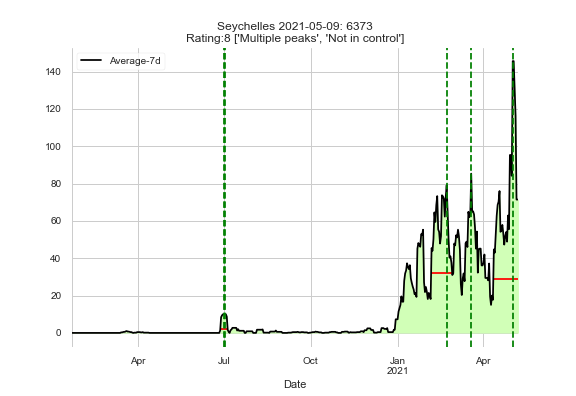 Seychelles 2021-05-09: 6373
Rating:8 ['Multiple peaks', 'Not in control']
Average-7d
140
120
100
80
60
40
20
0
Apr
Jul
Oct
Jan
2021
Apr
Date